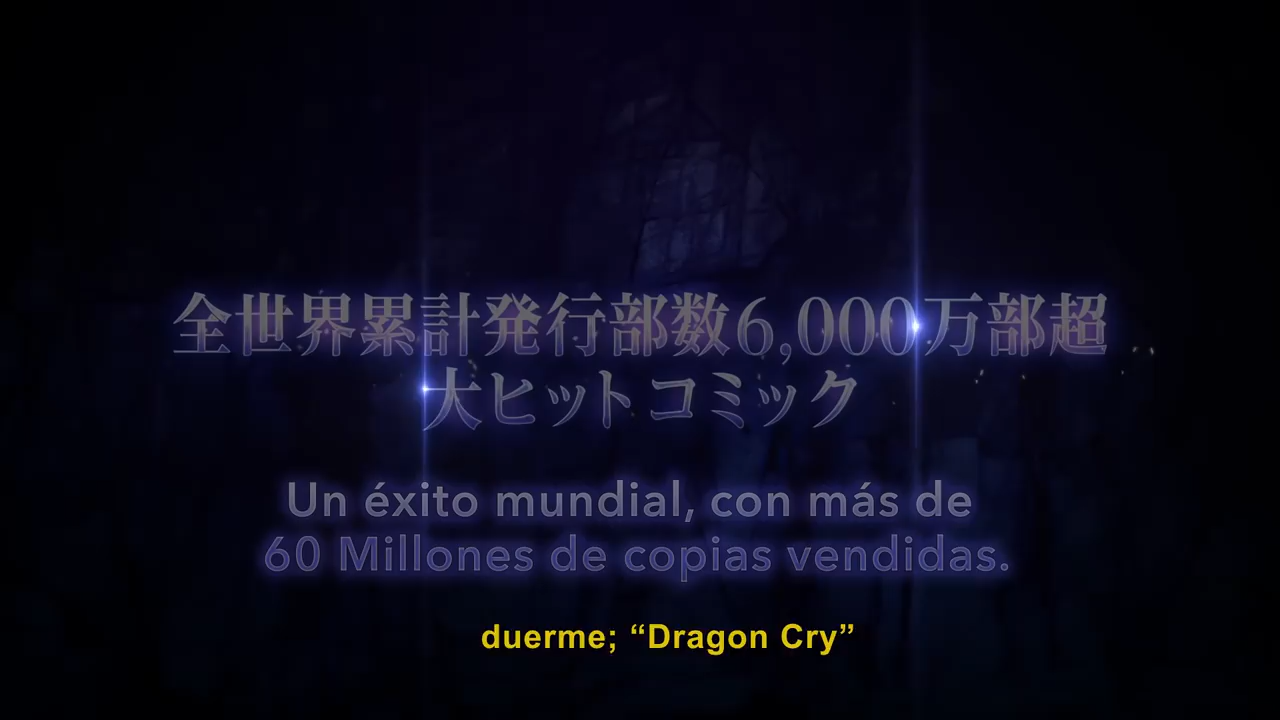 全世界累計発行部数6,000万部超
大ヒットコミック
Un éxito mundial, con más de
60 Millones de copias vendidas.
duerme; “Dragon Cry”